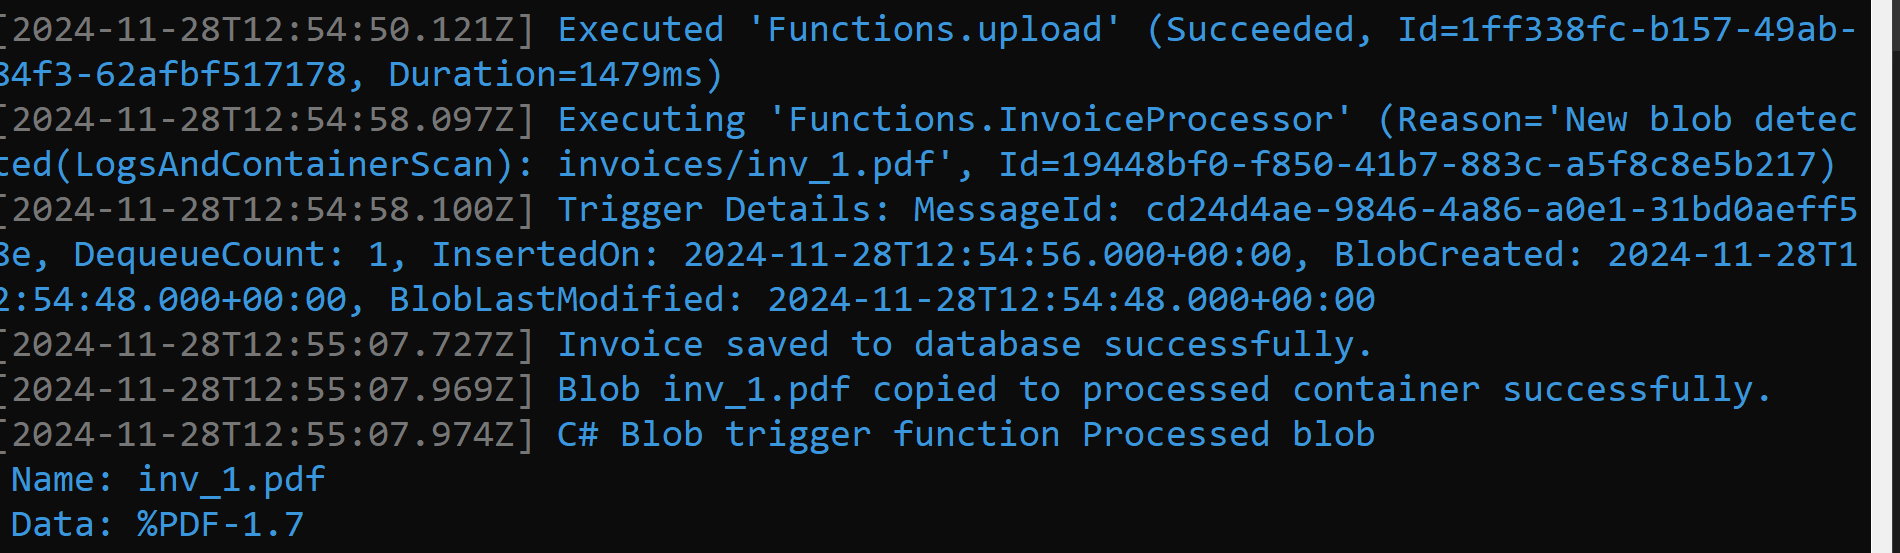 [2024-11-28T12:54:50.121Z] Executed 'Functions.upload' (Succeeded, Id=1ff338fc-b157-49ab-
84f3-62afbf517178, Duration=1479ms)
[2024-11-28T12:54:58.097Z] Executing 'Functions.InvoiceProcessor' (Reason='New blob detec
ted(LogsAndContainerScan): invoices/inv_1.pdf', Id=19448bf0-f850-41b7-883c-a5f8c8e5b217)
[2024-11-28T12:54:58.100Z] Trigger Details: MessageId: cd24d4ae-9846-4a86-a0e1-31bd0aeff5
3e, DequeueCount: 1, InsertedOn: 2024-11-28T12:54:56.000+00:00, BlobCreated: 2024-11-28T1
2:54:48.000+00:00, BlobLastModified: 2024-11-28T12:54:48.000+00:00
[2024-11-28T12:55:07.727Z] Invoice saved to database successfully.
[2024-11-28T12:55:07.969Z] Blob inv_1.pdf copied to processed container successfully.
[2024-11-28T12:55:07.974Z] C# Blob trigger function Processed blob
Name: inv_1.pdf
Data: %PDF-1.7